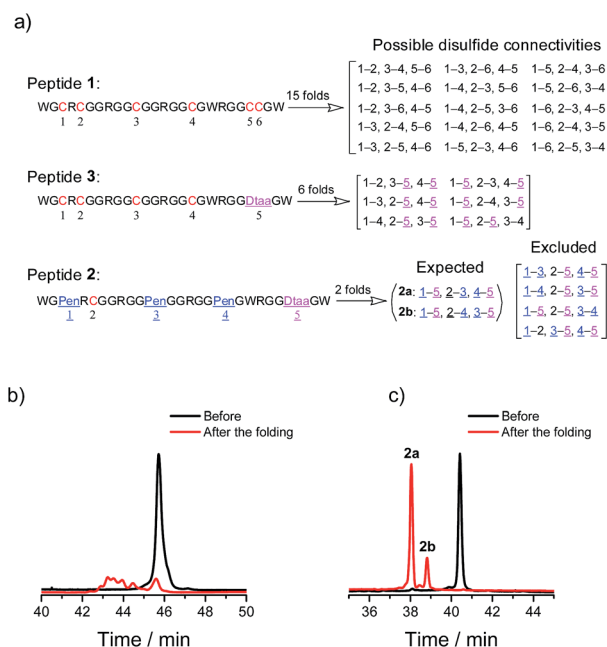 a)
Possible disulfide connectivities
Peptide 1:
WGCRCGGRGGCGGRGGCGWRGGCCGW
1 2 3 4 5 6
15 folds
1–2, 3–4, 5–6 1–3, 2–6, 4–5 1–5, 2–4, 3–6
1–2, 3–5, 4–6 1–4, 2–3, 5–6 1–6, 2–5, 3–4
1–2, 3–6, 4–5 1–4, 2–5, 3–6 1–6, 2–3, 4–5
1–3, 2–4, 5–6 1–4, 2–6, 4–5 1–6, 2–4, 3–5
1–3, 2–5, 4–6 1–5, 2–3, 4–6 1–6, 2–5, 3–4
Peptide 3:
WGCRCGGRGGCGGRGGCGWRGGDtaaGW
1 2 3 4 5
6 folds
1–2, 3–5, 4–5 1–5, 2–3, 4–5
1–3, 2–5, 4–5 1–5, 2–4, 3–5
1–4, 2–5, 3–5 1–5, 2–5, 3–4
Peptide 2:
WGPenRCGGRGGPenGGRGGPenGWRGGDtaaGW
1 2 3 4 5
2 folds
Expected
2a: 1–5, 2–3, 4–5
2b: 1–5, 2–4, 3–5
Excluded
1–3, 2–5, 4–5
1–4, 2–5, 3–5
1–5, 2–5, 3–4
1–2, 3–5, 4–5
b)
Before
After the folding
40 42 44 46 48 50
Time / min
c)
Before
After the folding
2a
2b
36 38 40 42 44
Time / min